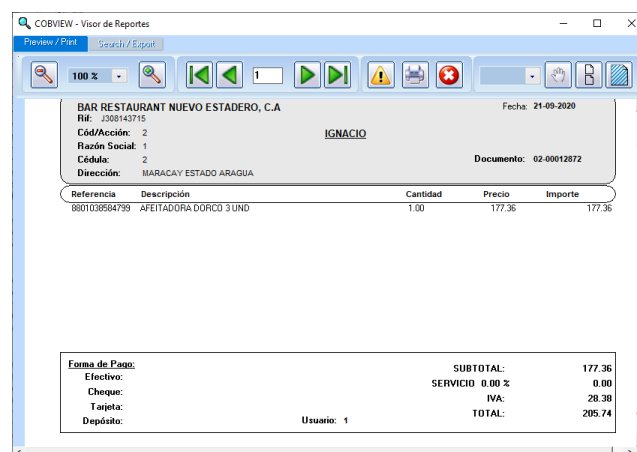 COBVIEW - Visor de Reportes
Preview / Print Search / Export
100 % 1
BAR RESTAURANT NUEVO ESTADERO, C.A Fecha: 21-09-2020
Rif: J308143715
Cód/Acción: 2 IGNACIO
Razón Social: 1
Cédula: 2 Documento: 02-00012872
Dirección: MARACAY ESTADO ARAGUA
Referencia Descripción Cantidad Precio Importe
8801038584799 AFEITADORA DORCO 3 UND 1.00 177.36 177.36
Forma de Pago: SUBTOTAL: 177.36
Efectivo: SERVICIO 0.00 % 0.00
Cheque: IVA: 28.38
Tarjeta: TOTAL: 205.74
Depósito: Usuario: 1